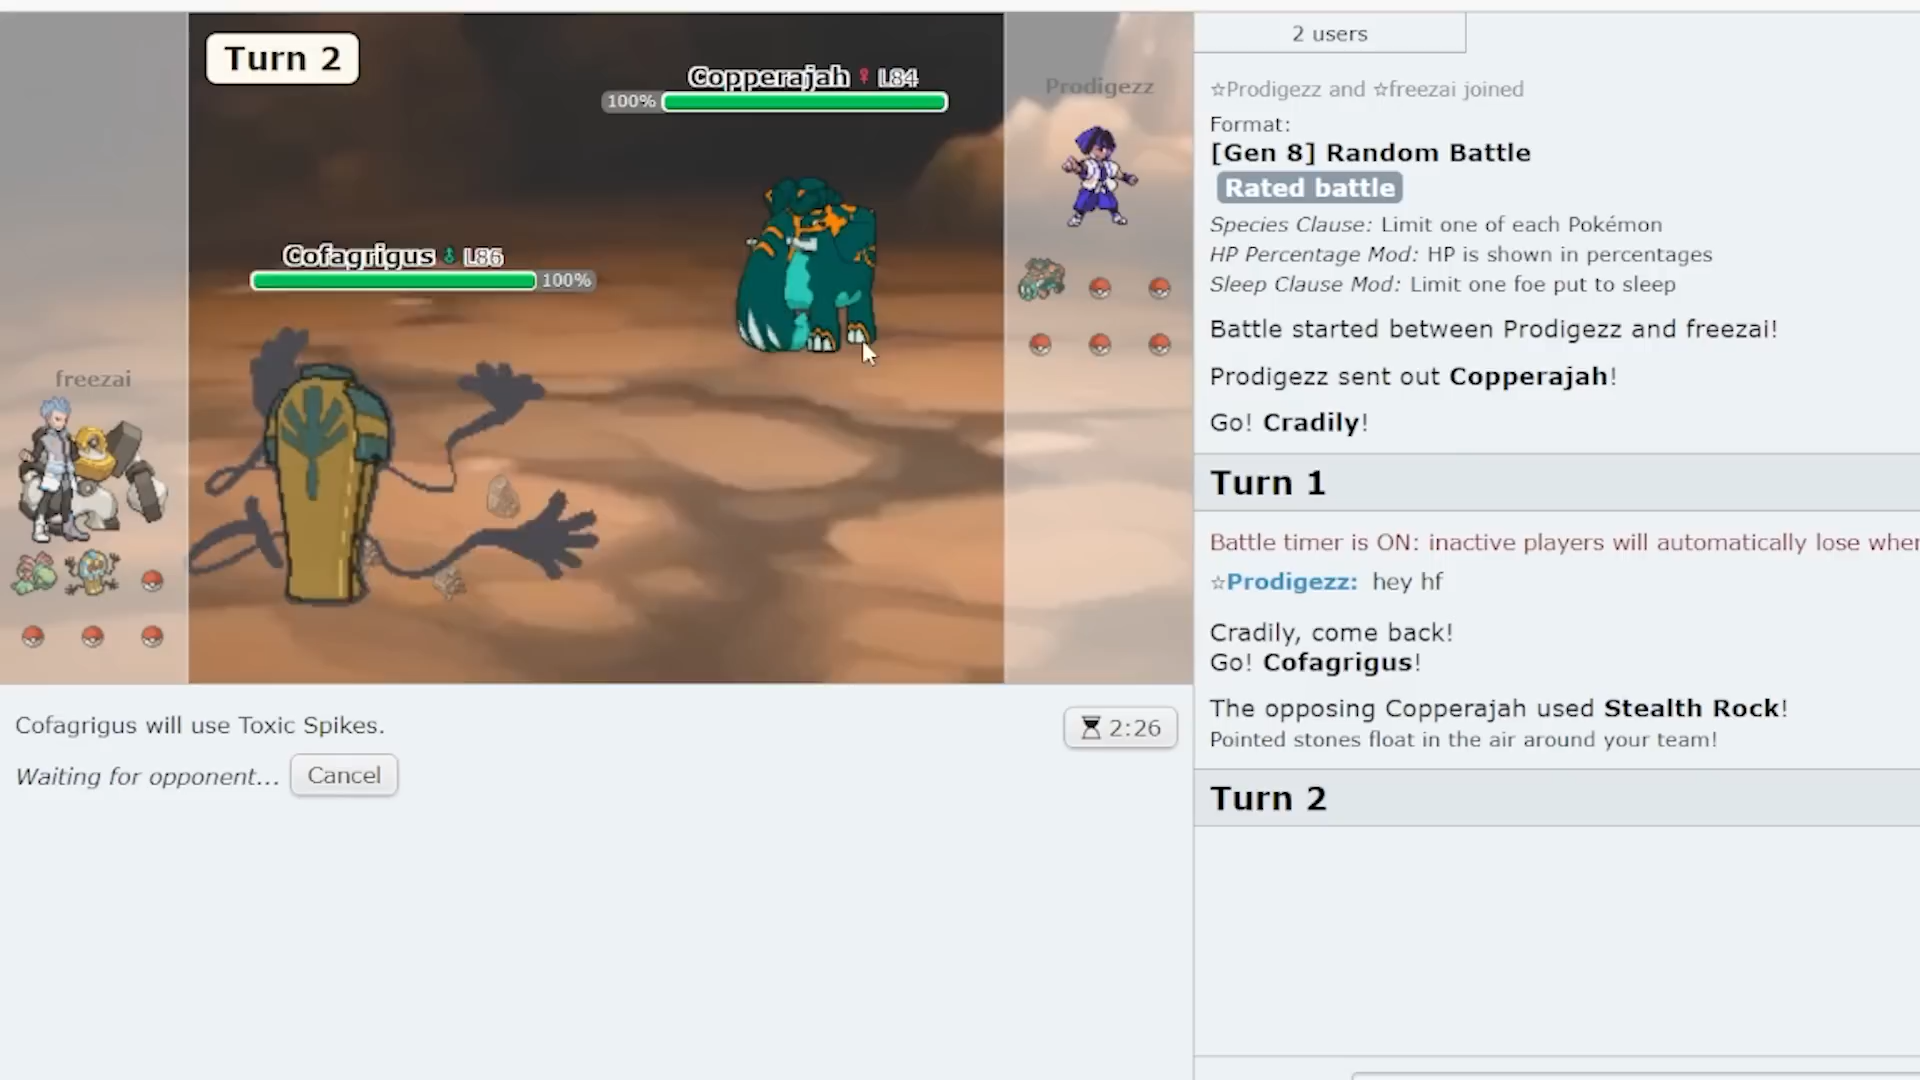 Turn 2
Copperajah ♀ L84
100%
Prodigezz
Cofagrigus ♂ L86
100%
freezai
Cofagrigus will use Toxic Spikes.
2:26
Waiting for opponent... Cancel
2 users
☆Prodigezz and ☆freezai joined
Format:
[Gen 8] Random Battle
Rated battle
Species Clause: Limit one of each Pokémon
HP Percentage Mod: HP is shown in percentages
Sleep Clause Mod: Limit one foe put to sleep
Battle started between Prodigezz and freezai!
Prodigezz sent out Copperajah!
Go! Cradily!
Turn 1
Battle timer is ON: inactive players will automatically lose wher
☆Prodigezz: hey hf
Cradily, come back!
Go! Cofagrigus!
The opposing Copperajah used Stealth Rock!
Pointed stones float in the air around your team!
Turn 2